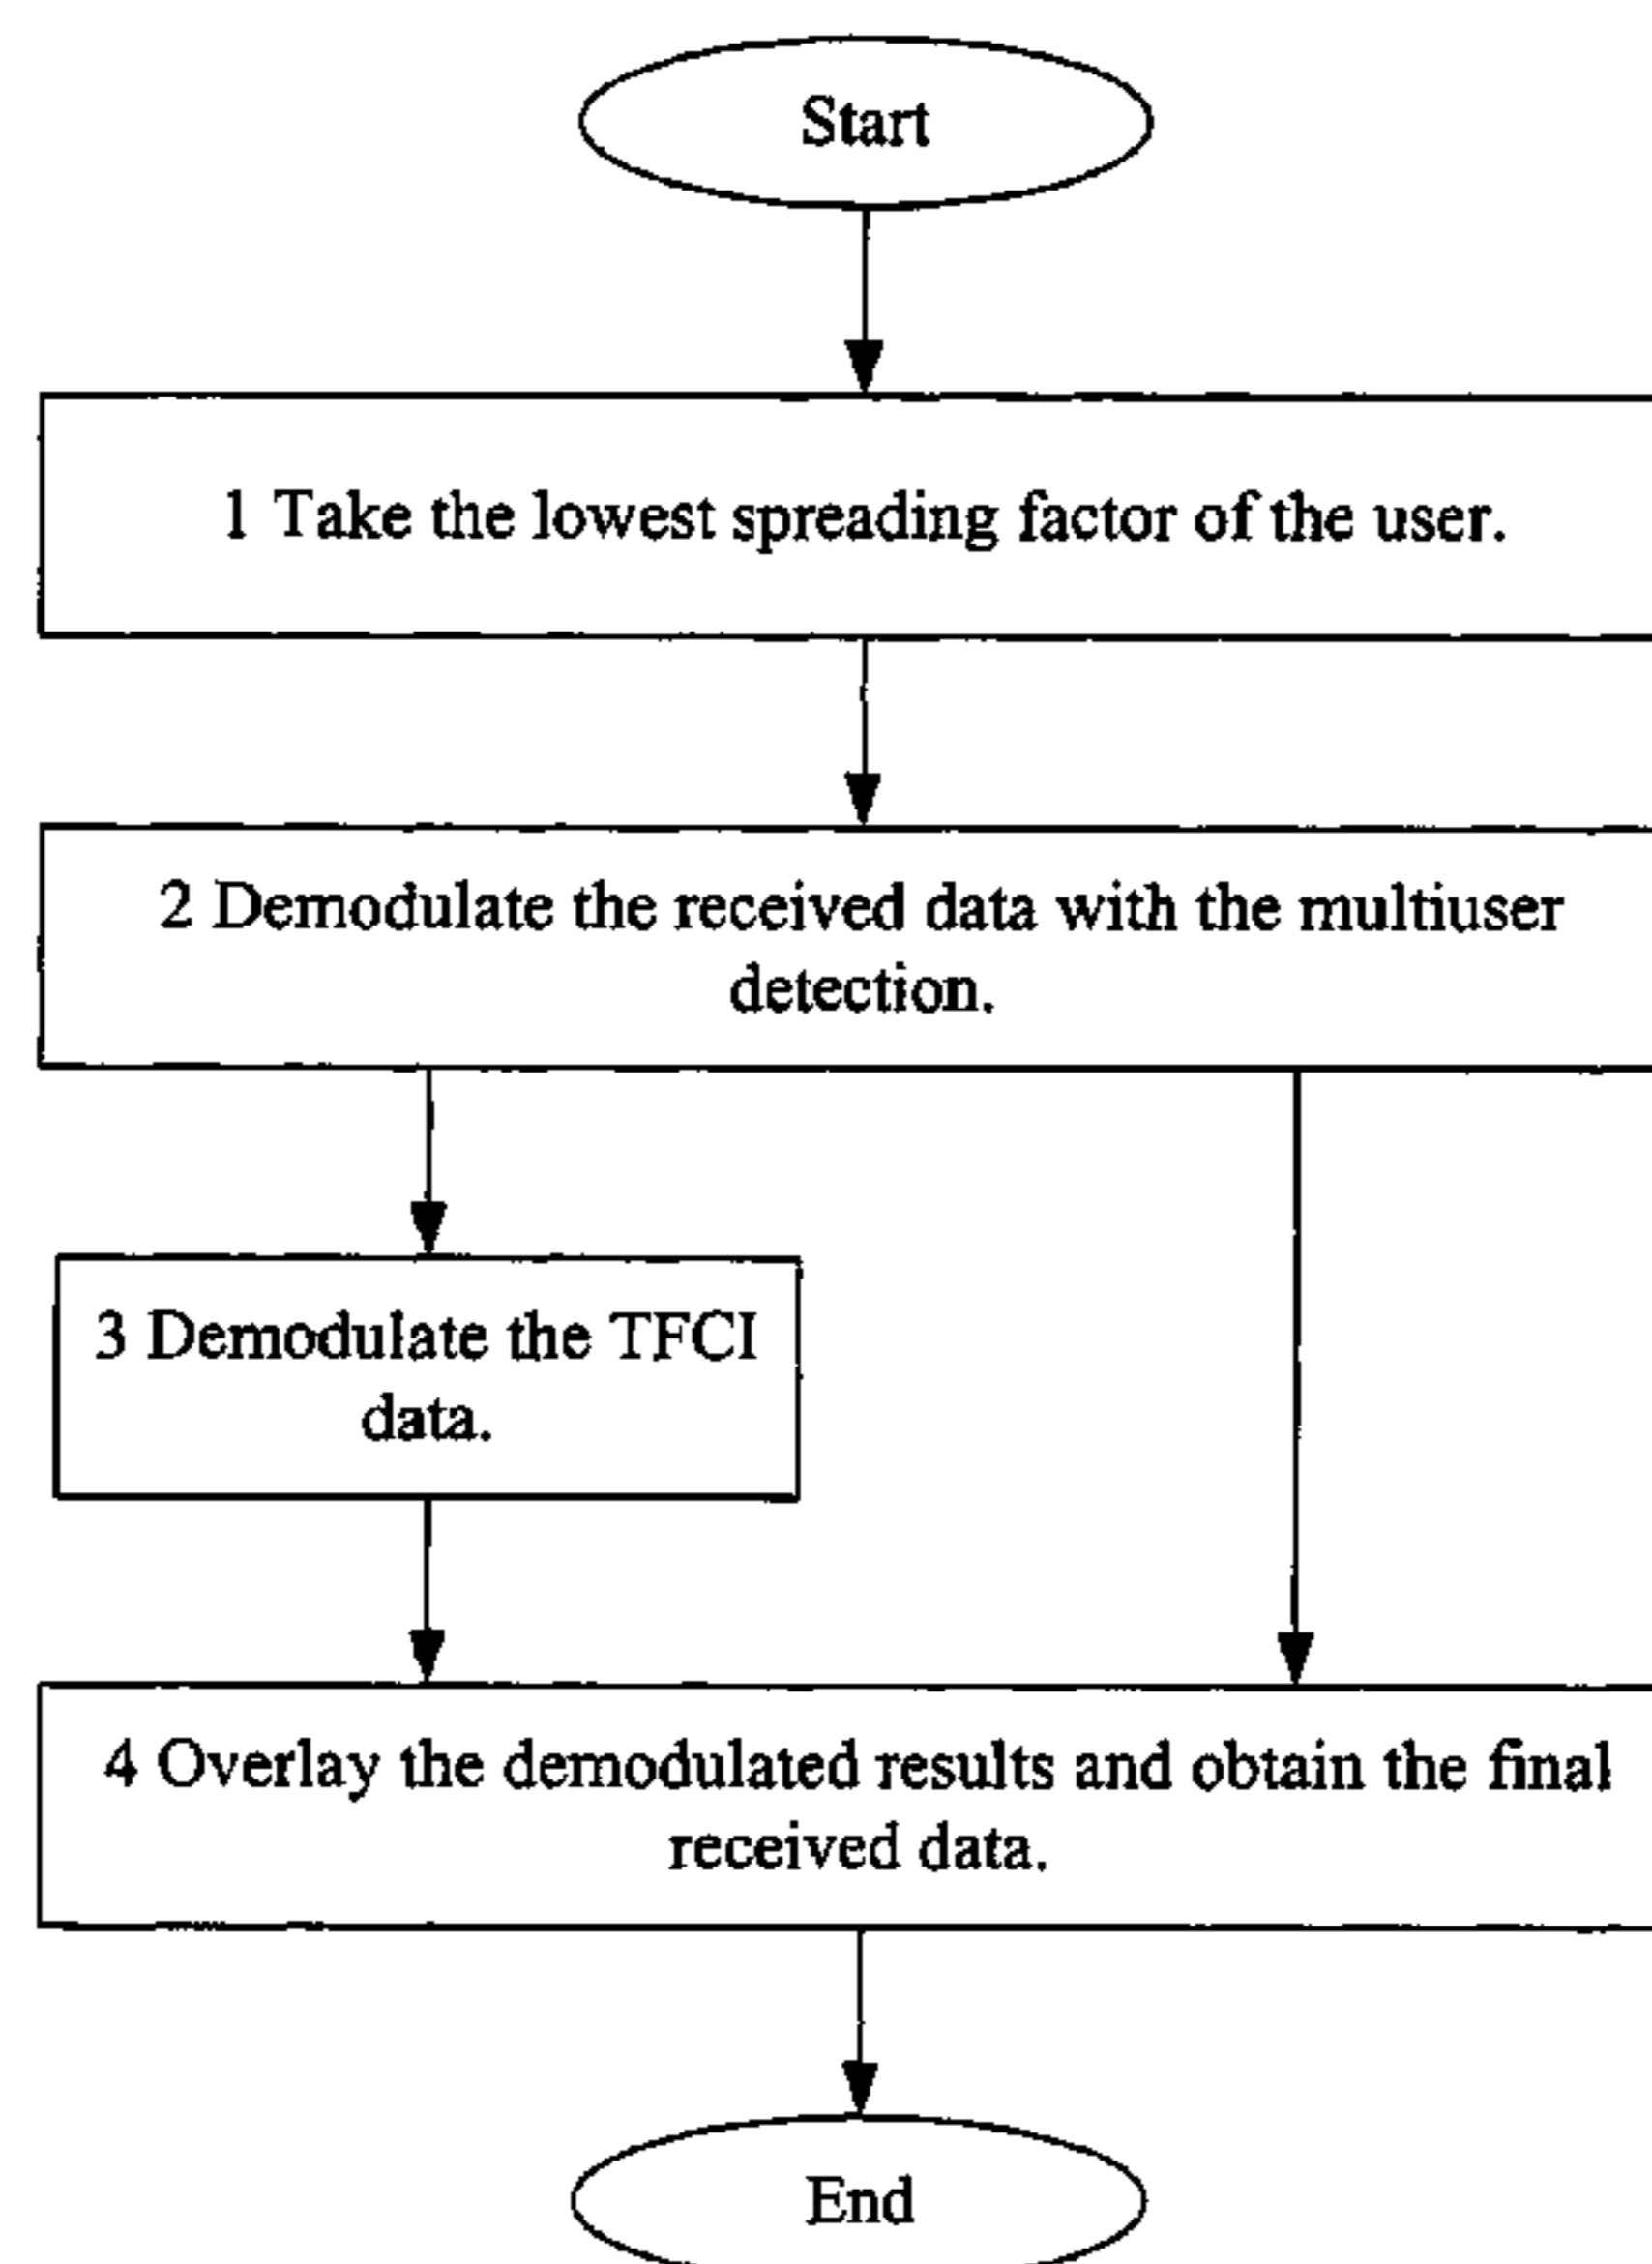 Start
1 Take the lowest spreading factor of the user.
2 Demodulate the received data with the multiuser
detection.
3 Demodulate the TFCI
data.
4 Overlay the demodulated results and obtain the final
received data.
End